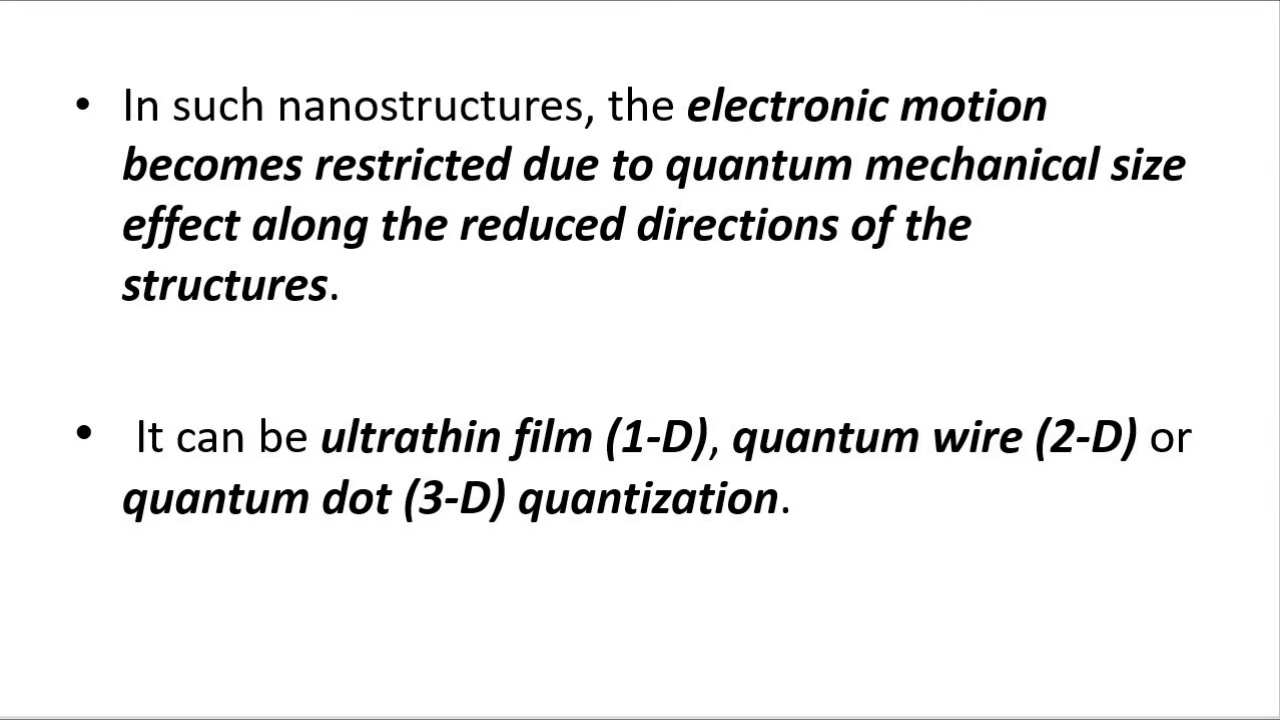 • In such nanostructures, the electronic motion
becomes restricted due to quantum mechanical size
effect along the reduced directions of the
structures.
• It can be ultrathin film (1-D), quantum wire (2-D) or
quantum dot (3-D) quantization.